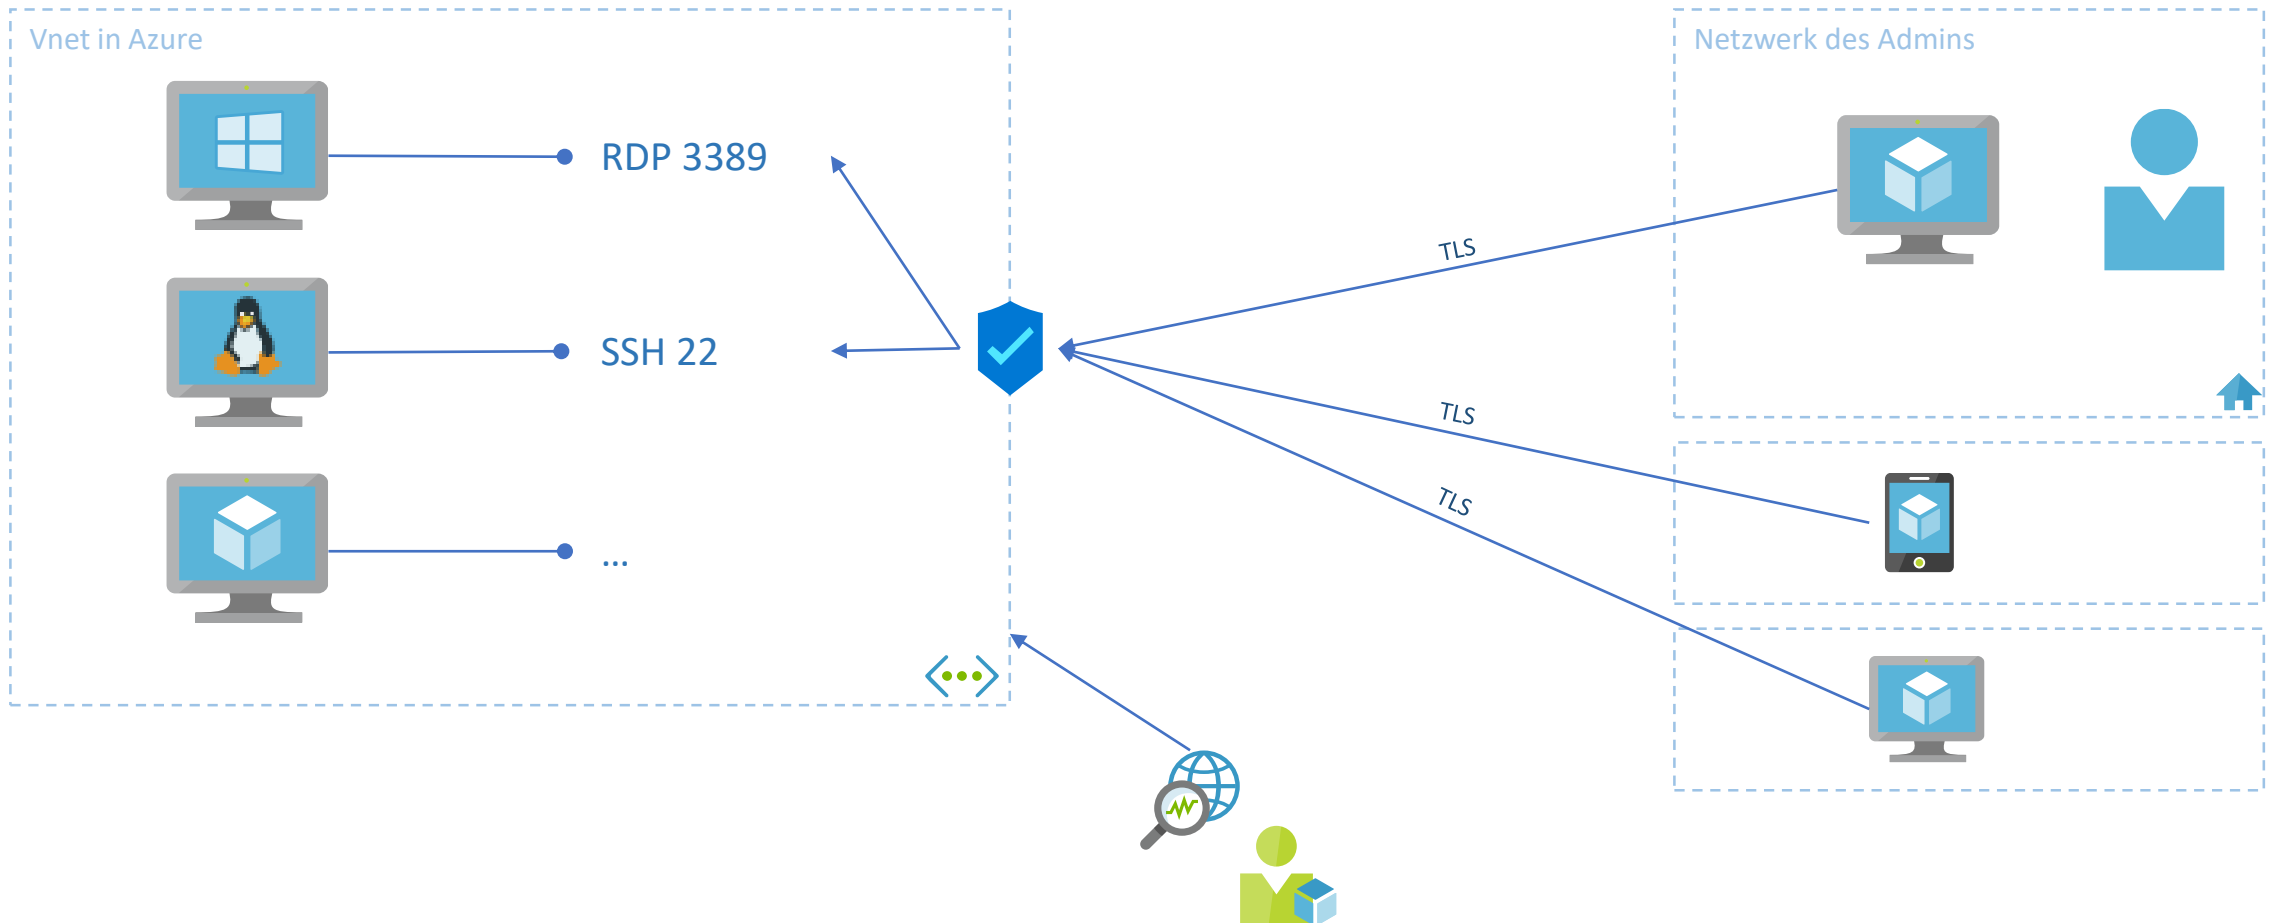 Vnet in Azure
Netzwerk des Admins
RDP 3389
TLS
SSH 22
TLS
TLS
...